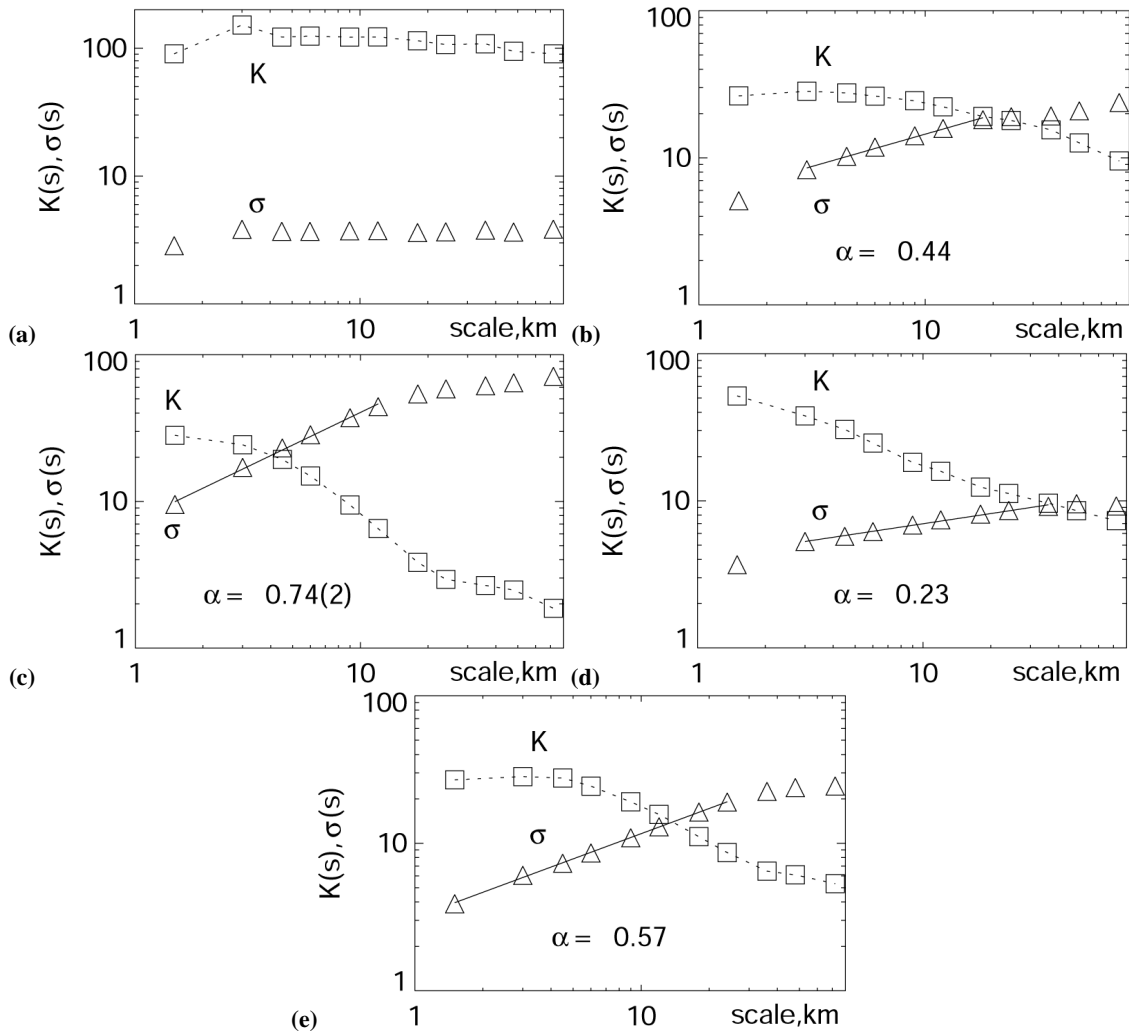 100
10
1
K(s), σ(s)
K
σ
1
10
scale,km
(a)
100
10
1
K(s), σ(s)
K
σ
α = 0.44
1
10
scale,km
(b)
100
10
1
K(s), σ(s)
K
σ
α = 0.74(2)
1
10
scale,km
(c)
100
10
1
K(s), σ(s)
K
σ
α = 0.23
1
10
scale,km
(d)
100
10
1
K(s), σ(s)
K
σ
α = 0.57
1
10
scale,km
(e)